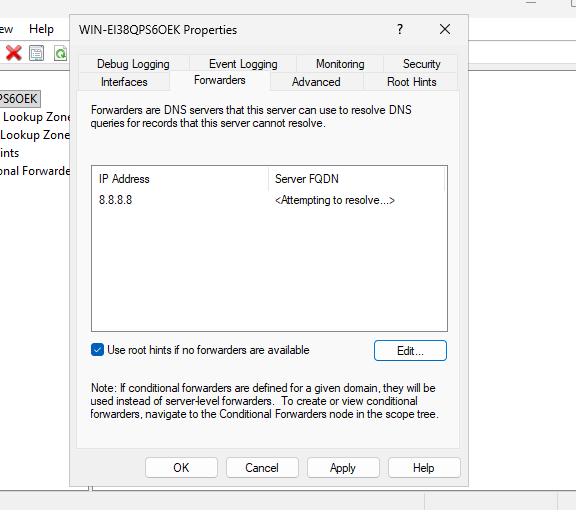 WIN-EI38QPS6OEK Properties
? 
ew Help
PS6OEK
Lookup Zone
Lookup Zone
ints
onal Forwarde
Debug Logging Event Logging Monitoring Security
Interfaces Forwarders Advanced Root Hints
Forwarders are DNS servers that this server can use to resolve DNS
queries for records that this server cannot resolve.
IP Address Server FQDN
8.8.8.8 <Attempting to resolve...>
Use root hints if no forwarders are available Edit...
Note: If conditional forwarders are defined for a given domain, they will be
used instead of server-level forwarders. To create or view conditional
forwarders, navigate to the Conditional Forwarders node in the scope tree.
OK Cancel Apply Help